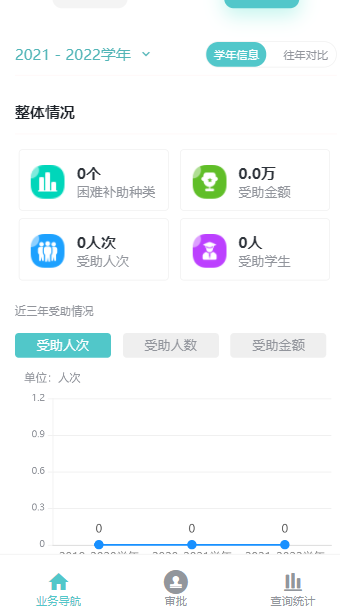 2021 - 2022学年
学年信息
往年对比
整体情况
0个
困难补助种类
0.0万
受助金额
0人次
受助人次
0人
受助学生
近三年受助情况
受助人次
受助人数
受助金额
单位：人次
1.2
0.9
0.6
0.3
0
0
0
0
业务导航
审批
查询统计